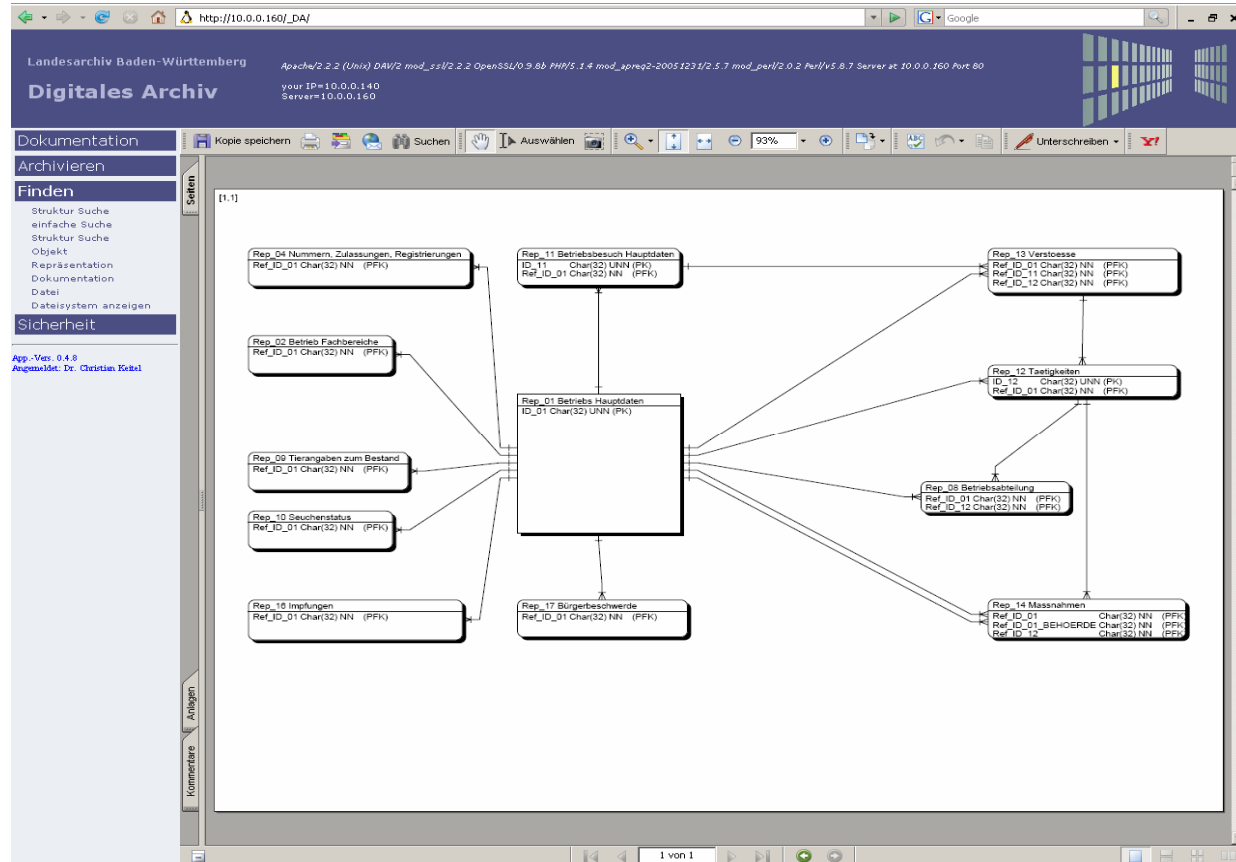 http://10.0.0.160/_DA/
Google
Landesarchiv Baden-Württemberg
Digitales Archiv
Apache/2.2.2 (Unix) DAV/2 mod_ssl/2.2.2 OpenSSL/0.9.8b PHP/5.1.4 mod_apreq2-20051231/2.5.7 mod_perl/2.0.2 Perl/v5.8.7 Server at 10.0.0.160 Port 80
your IP=10.0.0.140
Server=10.0.0.160
Dokumentation
Archivieren
Finden
Struktur Suche
einfache Suche
Struktur Suche
Objekt
Repräsentation
Dokumentation
Datei
Dateisystem anzeigen
Sicherheit
App.-Vers. 0.4.8
Angemeldet: Dr. Christian Keitel
Kopie speichern
Suchen
Auswählen
93%
Unterschreiben
Y!
Seiten
Anlagen
Kommentare
[1.1]
Rep_04 Nummern, Zulassungen, Registrierungen
Ref_ID_01 Char(32) NN (PFK)
Rep_02 Betrieb Fachbereiche
Ref_ID_01 Char(32) NN (PFK)
Rep_09 Tierangaben zum Bestand
Ref_ID_01 Char(32) NN (PFK)
Rep_10 Seuchenstatus
Ref_ID_01 Char(32) NN (PFK)
Rep_16 Impfungen
Ref_ID_01 Char(32) NN (PFK)
Rep_11 Betriebsbesuch Hauptdaten
ID_11 Char(32) UNN (PK)
Ref_ID_01 Char(32) NN (PFK)
Rep_01 Betriebs Hauptdaten
ID_01 Char(32) UNN (PK)
Rep_17 Bürgerbeschwerde
Ref_ID_01 Char(32) NN (PFK)
Rep_13 Verstoesse
Ref_ID_01 Char(32) NN (PFK)
Ref_ID_11 Char(32) NN (PFK)
Ref_ID_12 Char(32) NN (PFK)
Rep_12 Taetigkeiten
ID_12 Char(32) UNN (PK)
Ref_ID_01 Char(32) NN (PFK)
Rep_08 Betriebsabteilung
Ref_ID_01 Char(32) NN (PFK)
Ref_ID_12 Char(32) NN (PFK)
Rep_14 Massnahmen
Ref_ID_01 Char(32) NN (PFK)
Ref_ID_01_BEHOERDE Char(32) NN (PFK)
Ref_ID_12 Char(32) NN (PFK)
1 von 1